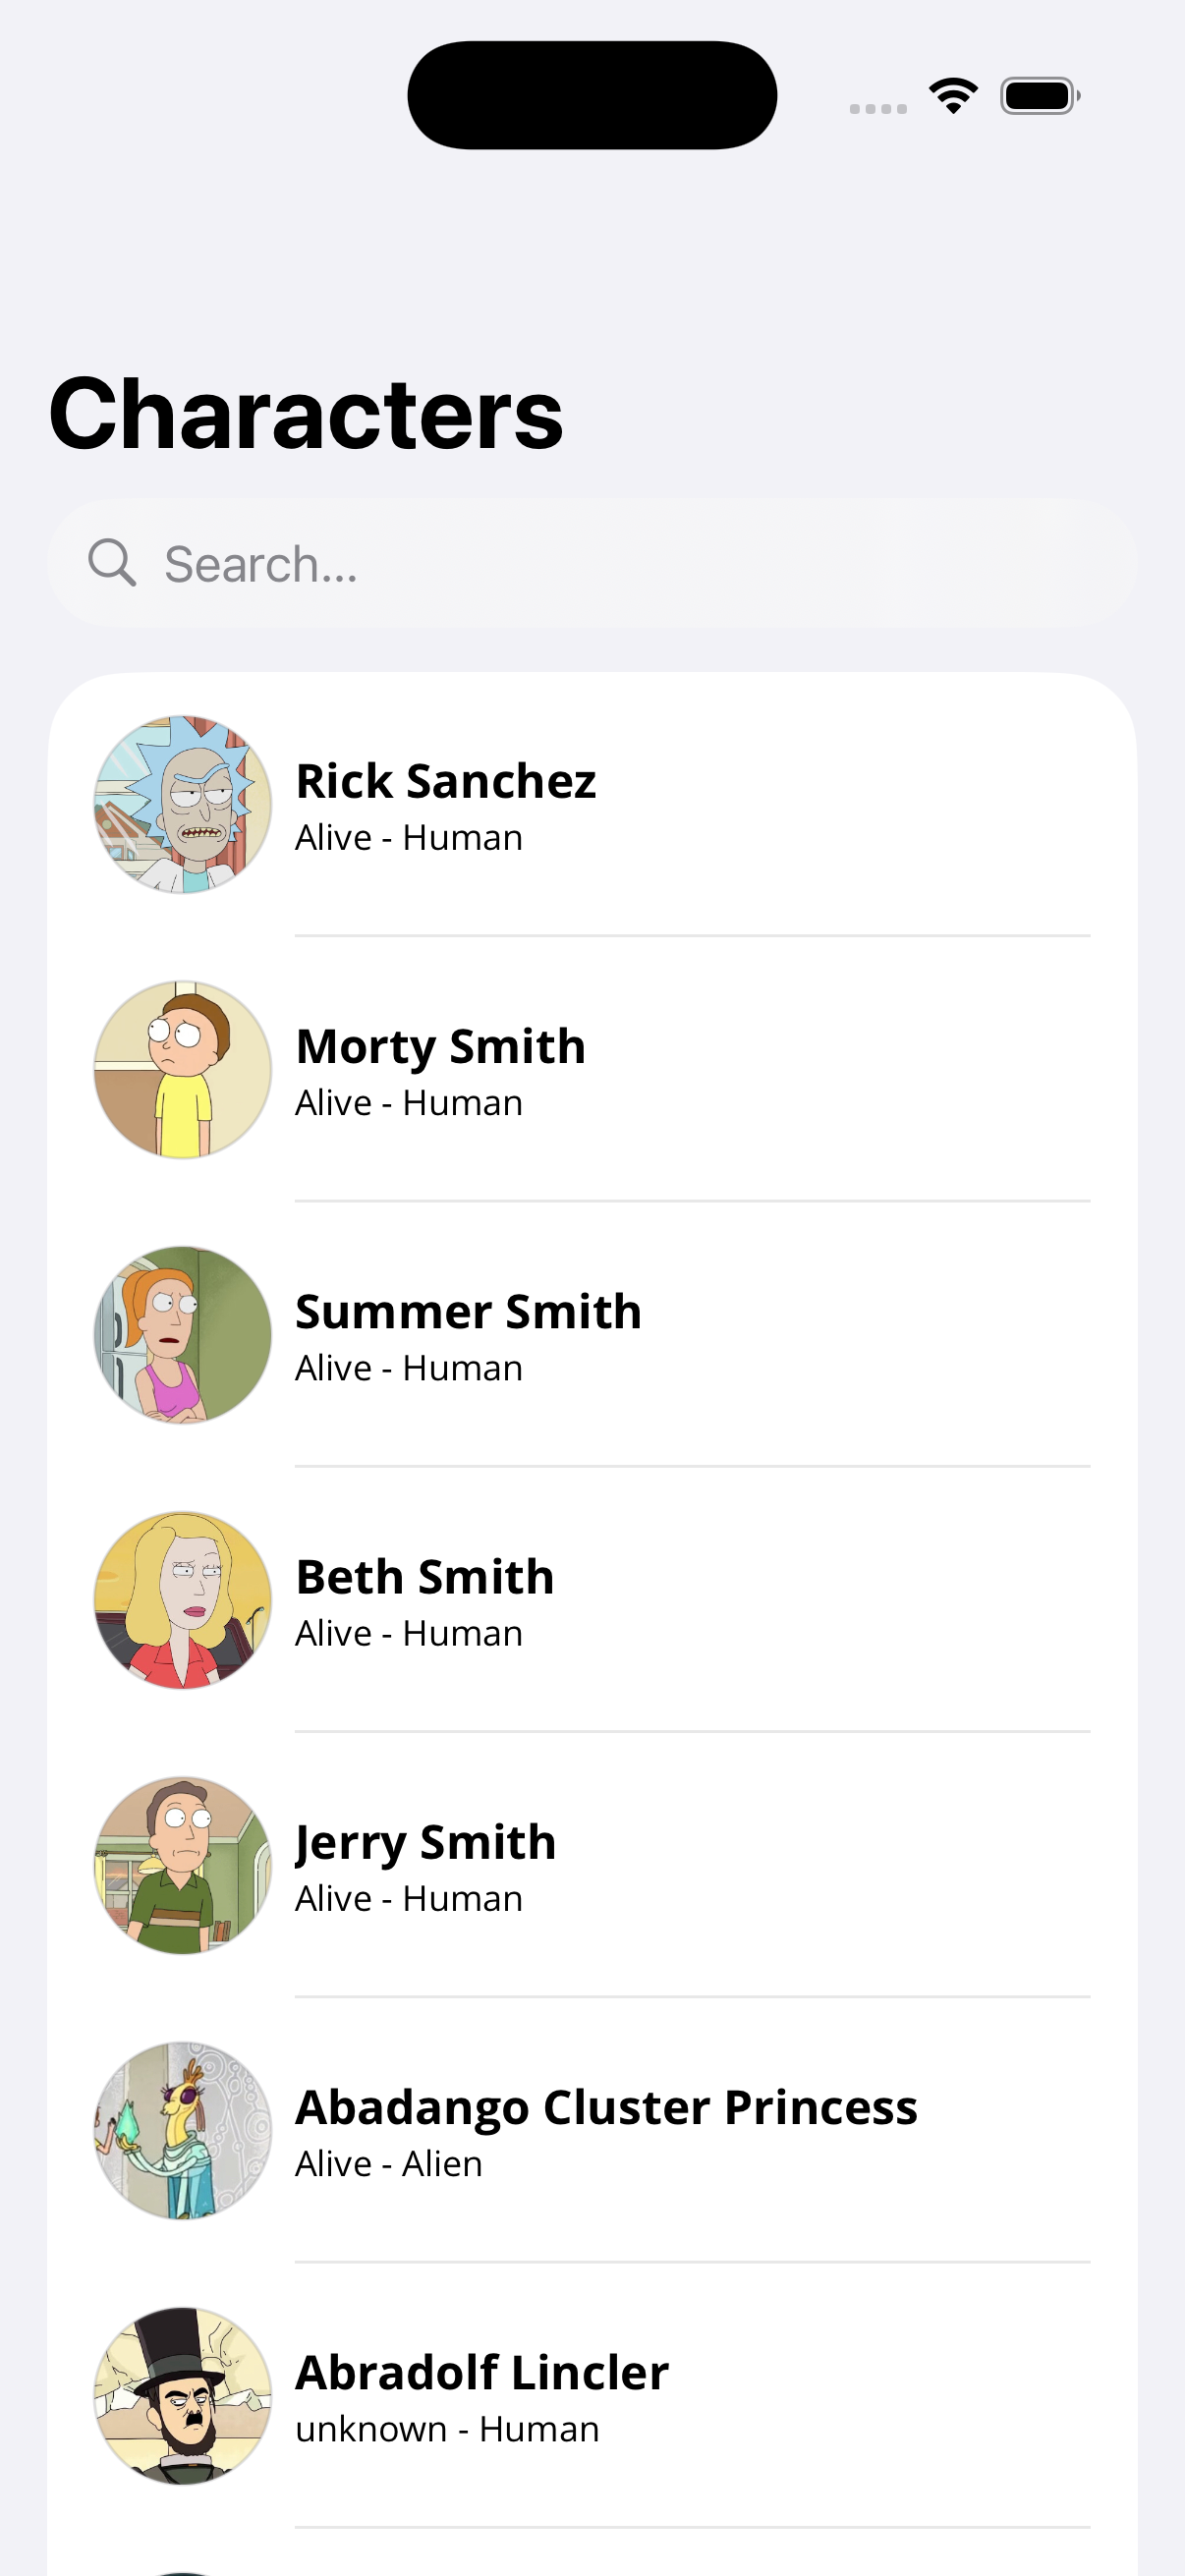 Characters
Search...
Rick Sanchez
Alive - Human
Morty Smith
Alive - Human
Summer Smith
Alive - Human
Beth Smith
Alive - Human
Jerry Smith
Alive - Human
Abadango Cluster Princess
Alive - Alien
Abradolf Lincler
unknown - Human